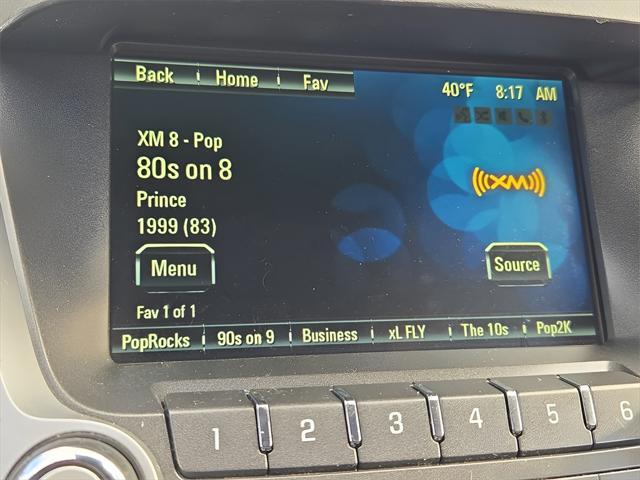 Back Home Fav 40°F 8:17 AM
XM 8 - Pop
80s on 8
XM
Prince
1999 (83)
Menu Source
Fav 1 of 1
PopRocks 90s on 9 Business xL FLY The 10s Pop2K
1 2 3 4 5 6